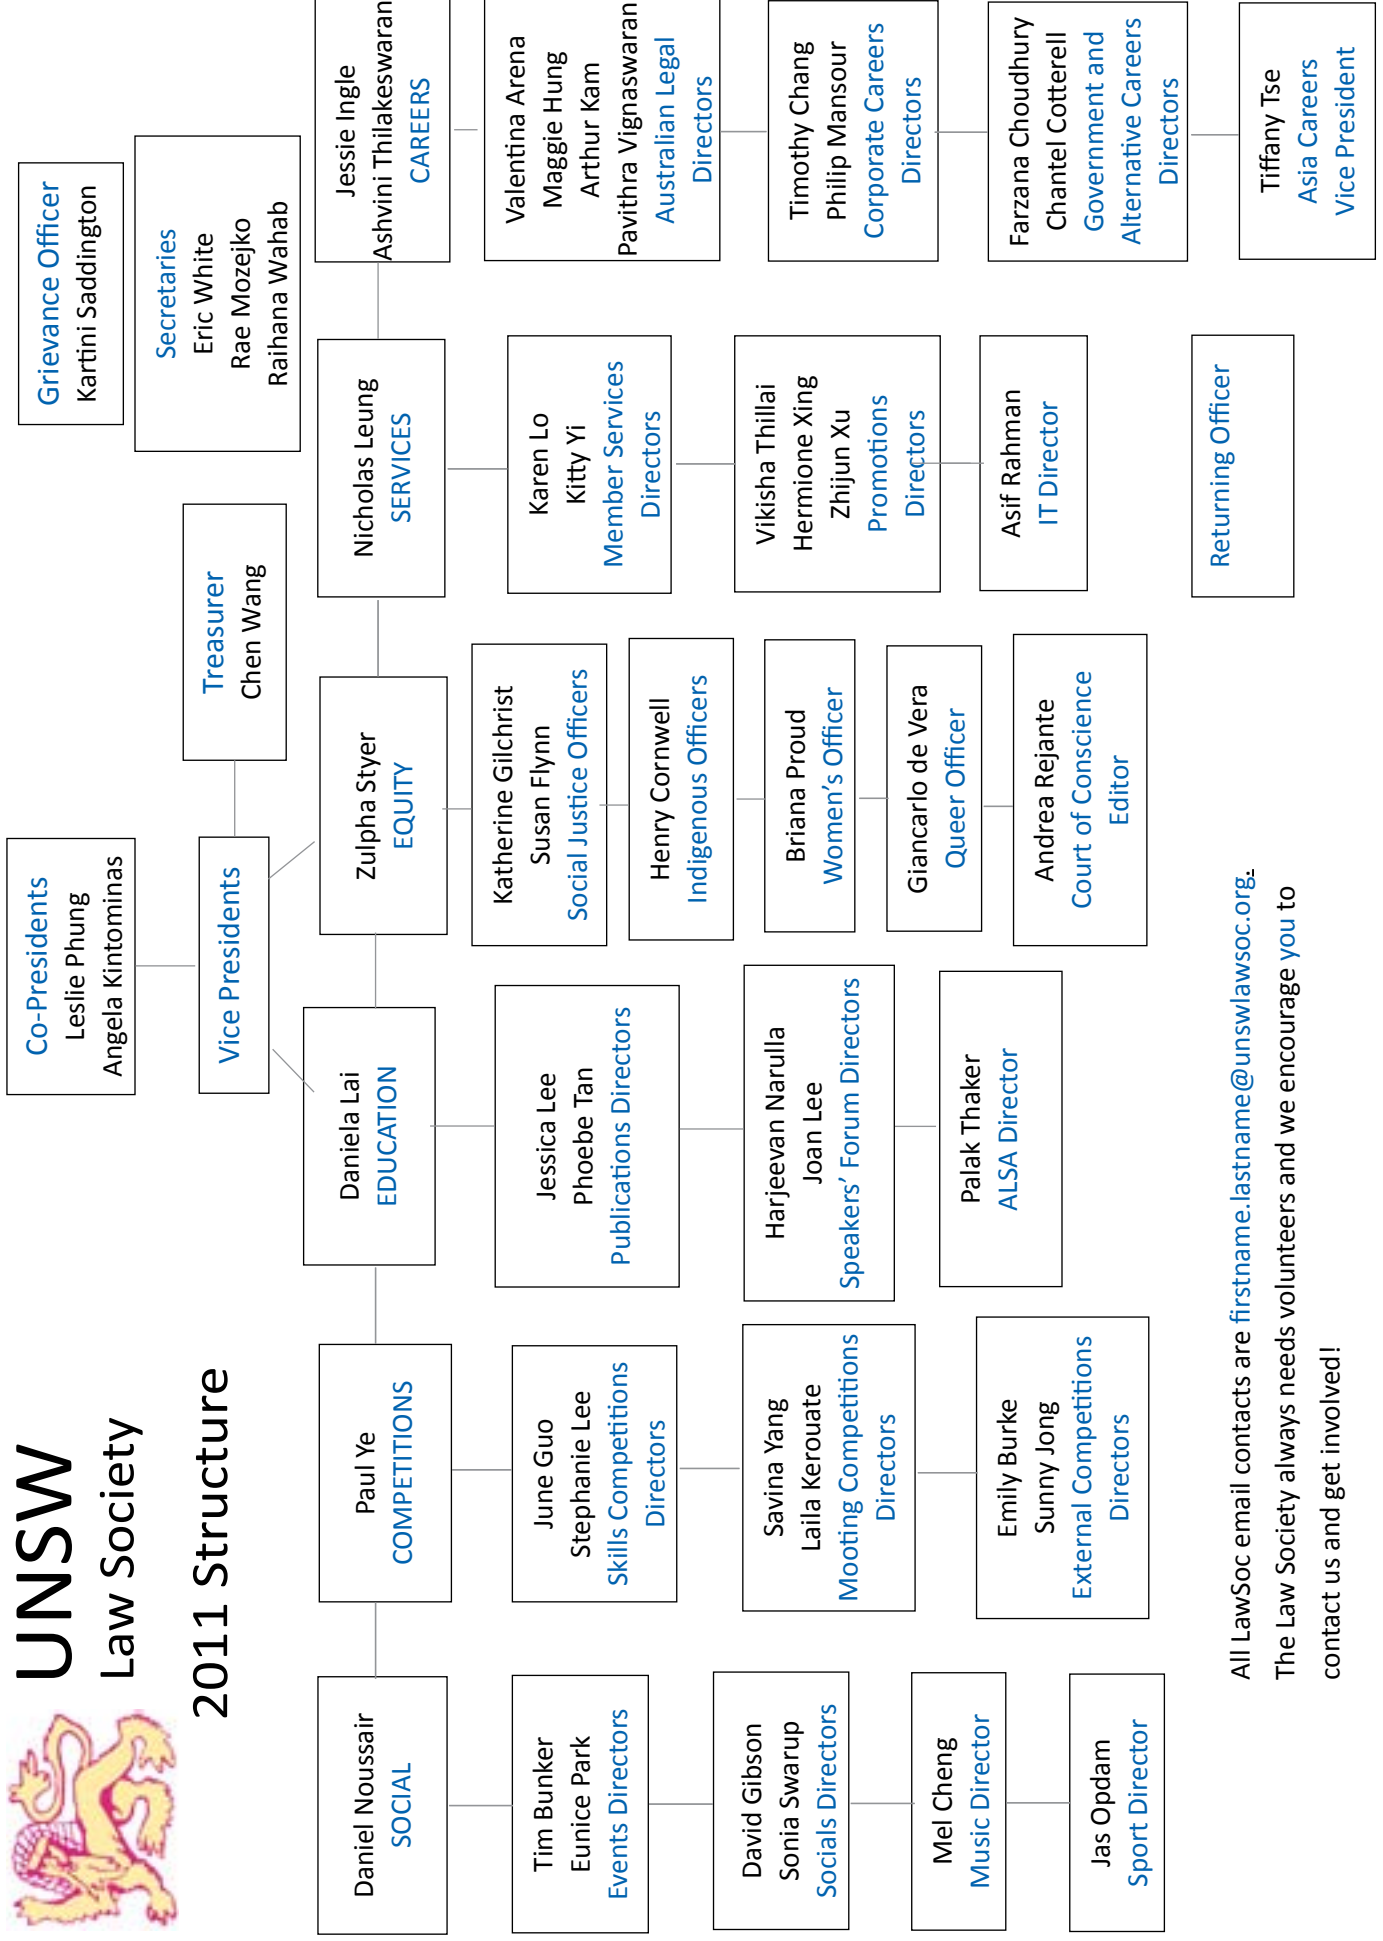 UNSW
Law Society
2011 Structure
Co-Presidents
Leslie Phung
Angela Kintominas
Vice Presidents
Treasurer
Chen Wang
Grievance Officer
Kartini Saddington
Secretaries
Eric White
Rae Mozejko
Raihana Wahab
Daniel Noussair
SOCIAL
Tim Bunker
Eunice Park
Events Directors
David Gibson
Sonia Swarup
Socials Directors
Mel Cheng
Music Director
Jas Opdam
Sport Director
Paul Ye
COMPETITIONS
June Guo
Stephanie Lee
Skills Competitions
Directors
Savina Yang
Laila Kerouate
Mooting Competitions
Directors
Emily Burke
Sunny Jong
External Competitions
Directors
Daniela Lai
EDUCATION
Jessica Lee
Phoebe Tan
Publications Directors
Harjeevan Narulla
Joan Lee
Speakers’ Forum Directors
Palak Thaker
ALSA Director
Zulpha Styer
EQUITY
Katherine Gilchrist
Susan Flynn
Social Justice Officers
Henry Cornwell
Indigenous Officers
Briana Proud
Women’s Officer
Giancarlo de Vera
Queer Officer
Andrea Rejante
Court of Conscience
Editor
Nicholas Leung
SERVICES
Karen Lo
Kitty Yi
Member Services
Directors
Vikisha Thillai
Hermione Xing
Zhijun Xu
Promotions
Directors
Asif Rahman
IT Director
Jessie Ingle
Ashvini Thilakeswaran
CAREERS
Valentina Arena
Maggie Hung
Arthur Kam
Pavithra Vignaswaran
Australian Legal
Directors
Timothy Chang
Philip Mansour
Corporate Careers
Directors
Farzana Choudhury
Chantel Cotterell
Government and
Alternative Careers
Directors
Tiffany Tse
Asia Careers
Vice President
Returning Officer
All LawSoc email contacts are firstname.lastname@unswlawsoc.org.
The Law Society always needs volunteers and we encourage you to
contact us and get involved!